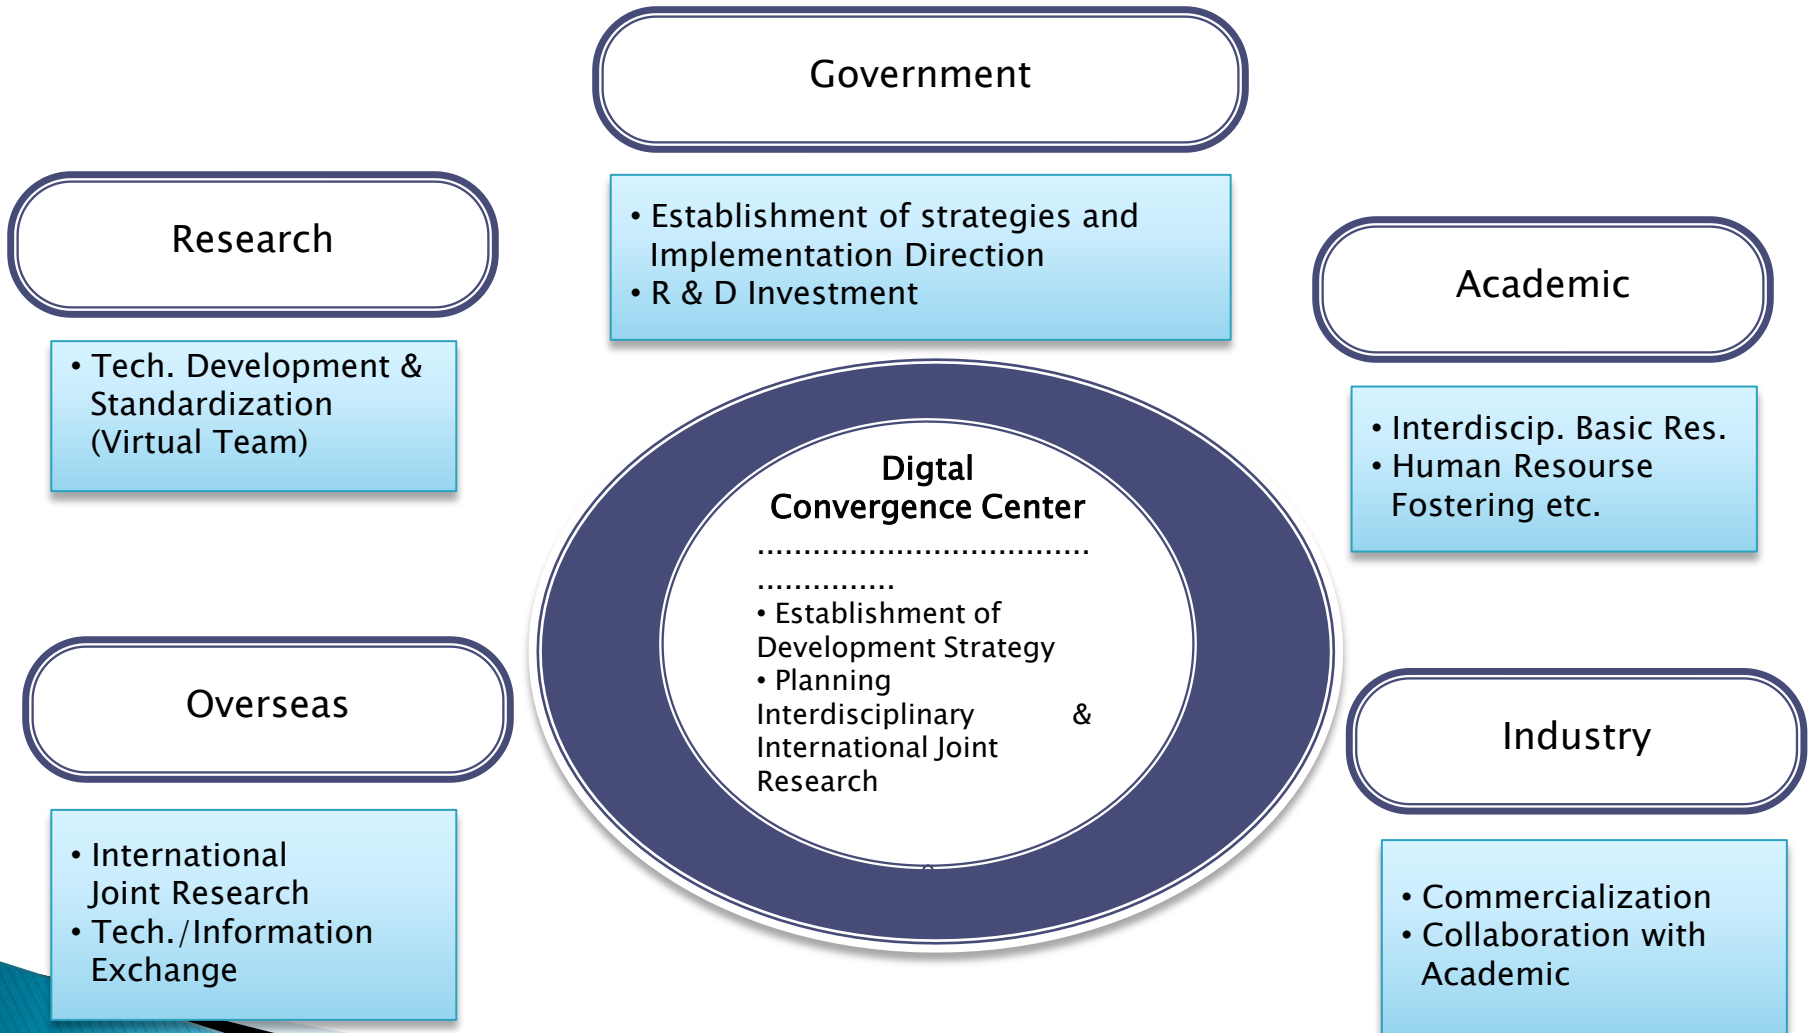 Government
• Establishment of strategies and
Implementation Direction
• R & D Investment
Research
• Tech. Development &
Standardization
(Virtual Team)
Academic
• Interdiscip. Basic Res.
• Human Resourse
Fostering etc.
Digtal
Convergence Center
....................................
...............
• Establishment of
Development Strategy
• Planning
Interdisciplinary &
International Joint
Research
Overseas
• International
Joint Research
• Tech./Information
Exchange
Industry
• Commercialization
• Collaboration with
Academic